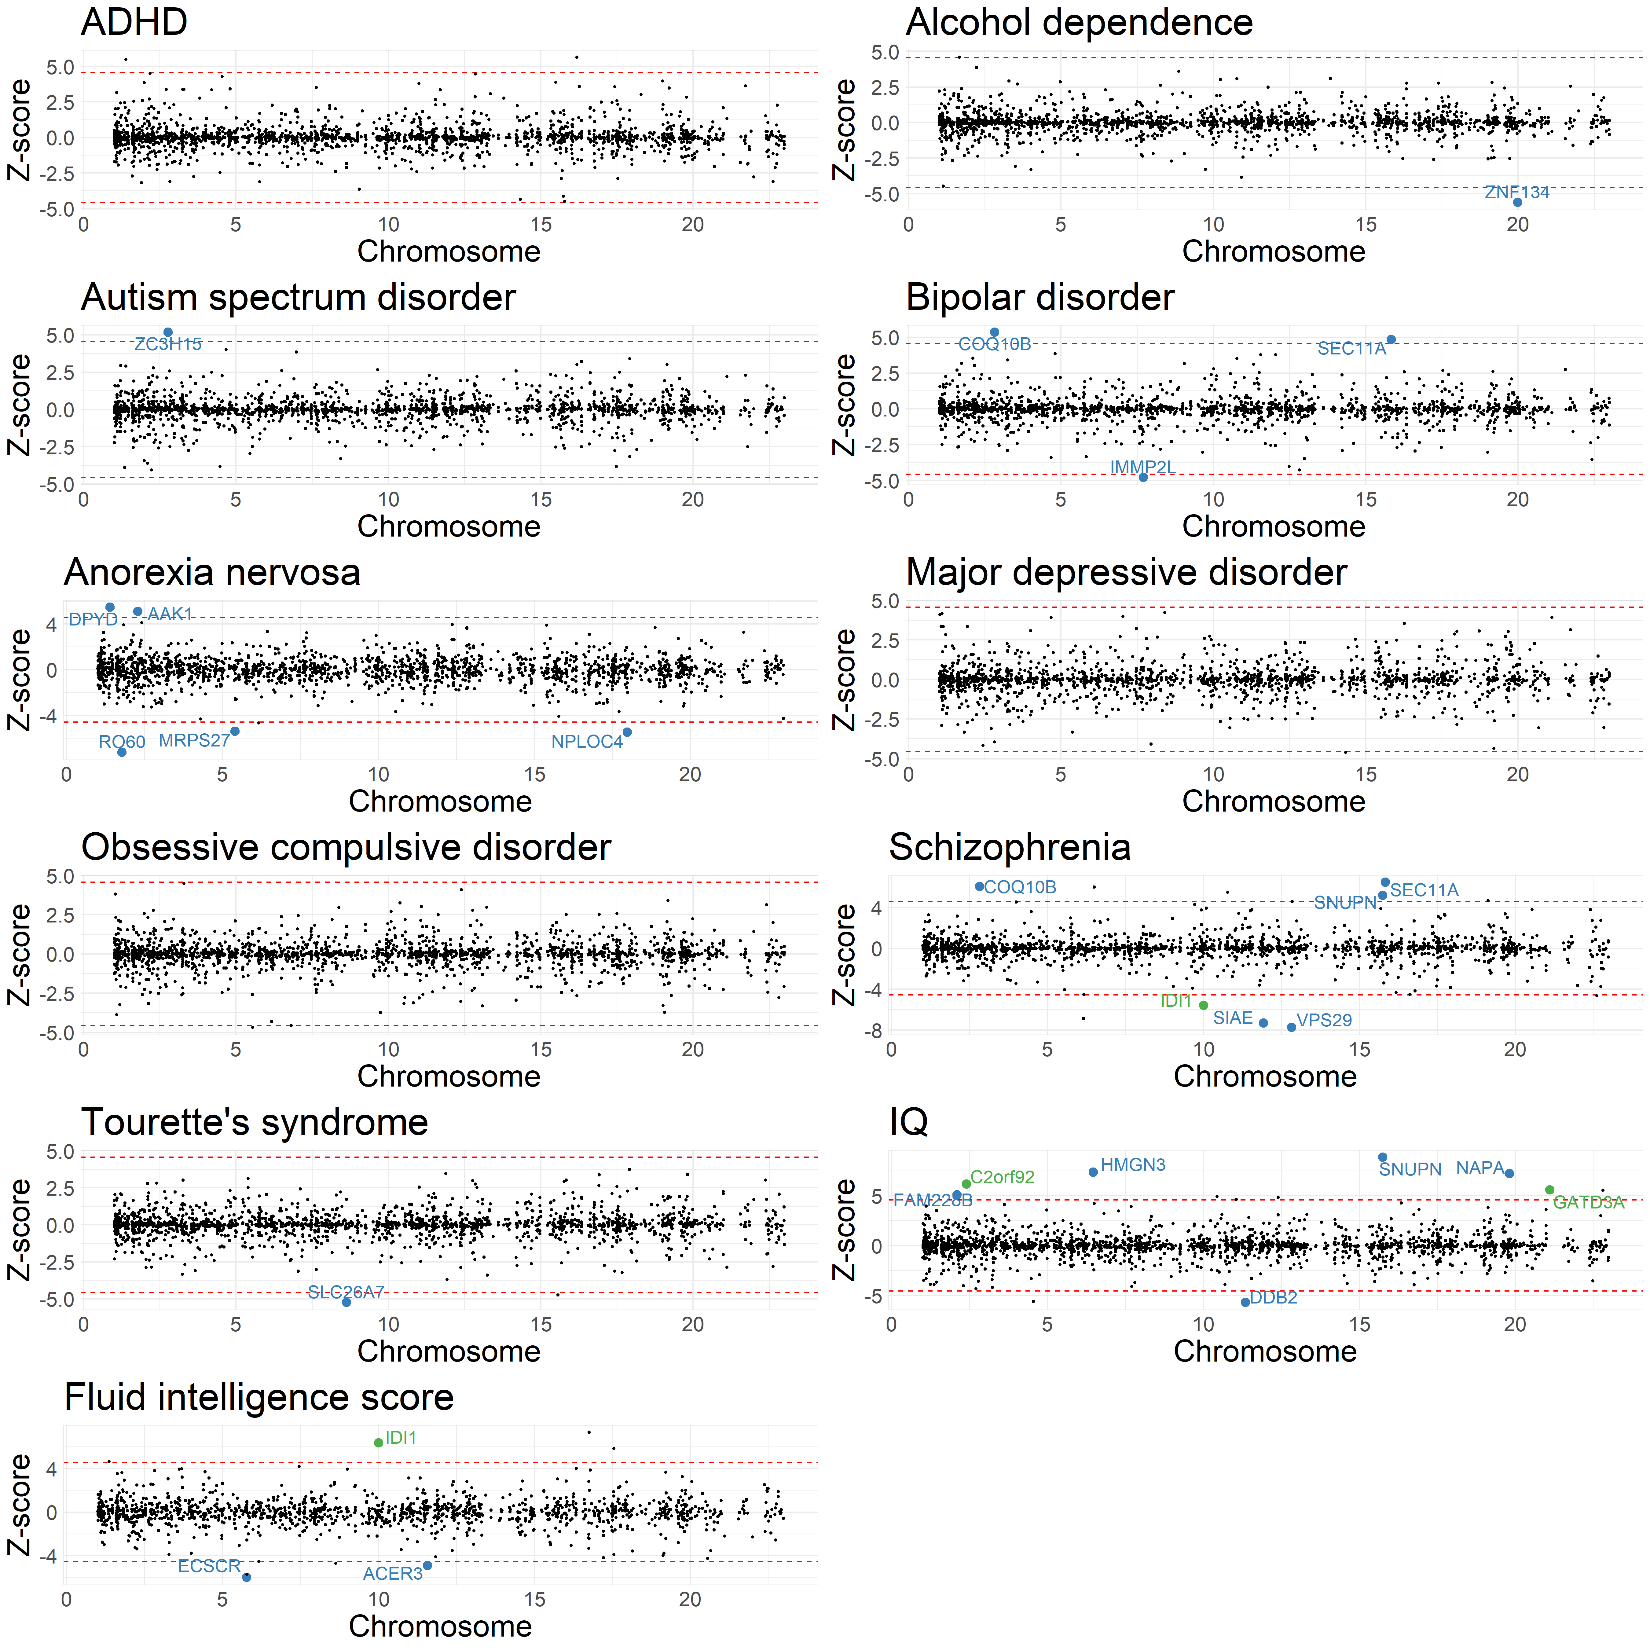 ADHD
5.0
2.5
0.0
-2.5
-5.0
Z-score
0 5 10 15 20
Chromosome
Alcohol dependence
5.0
2.5
0.0
-2.5
-5.0
Z-score
ZNF134
0 5 10 15 20
Chromosome
Autism spectrum disorder
5.0
2.5
0.0
-2.5
-5.0
Z-score
ZC3H15
0 5 10 15 20
Chromosome
Bipolar disorder
5.0
2.5
0.0
-2.5
-5.0
Z-score
COQ10B
SEC11A
IMMP2L
0 5 10 15 20
Chromosome
Anorexia nervosa
4
0
-4
Z-score
DPYD
AAK1
RO60
MRPS27
NPLOC4
0 5 10 15 20
Chromosome
Major depressive disorder
5.0
2.5
0.0
-2.5
-5.0
Z-score
0 5 10 15 20
Chromosome
Obsessive compulsive disorder
5.0
2.5
0.0
-2.5
-5.0
Z-score
0 5 10 15 20
Chromosome
Schizophrenia
4
0
-4
-8
Z-score
COQ10B
SEC11A
SNUPN
IDI1
SIAE
VPS29
0 5 10 15 20
Chromosome
Tourette's syndrome
5.0
2.5
0.0
-2.5
-5.0
Z-score
SLC26A7
0 5 10 15 20
Chromosome
IQ
5
0
-5
Z-score
C2orf92
FAM228B
HMGN3
SNUPN
NAPA
GATD3A
DDB2
0 5 10 15 20
Chromosome
Fluid intelligence score
4
0
-4
Z-score
IDI1
ECSCR
ACER3
0 5 10 15 20
Chromosome